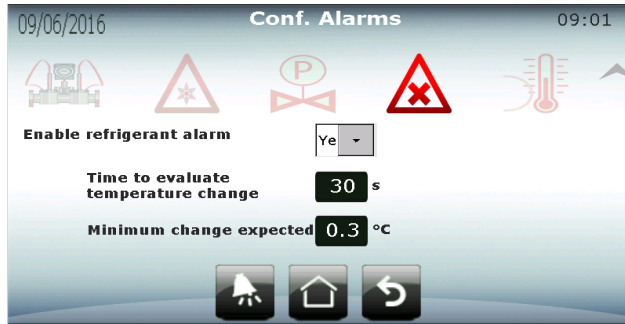 09/06/2016 Conf. Alarms 09:01
P
Enable refrigerant alarm Ye
Time to evaluate
temperature change 30 s
Minimum change expected 0.3 °C